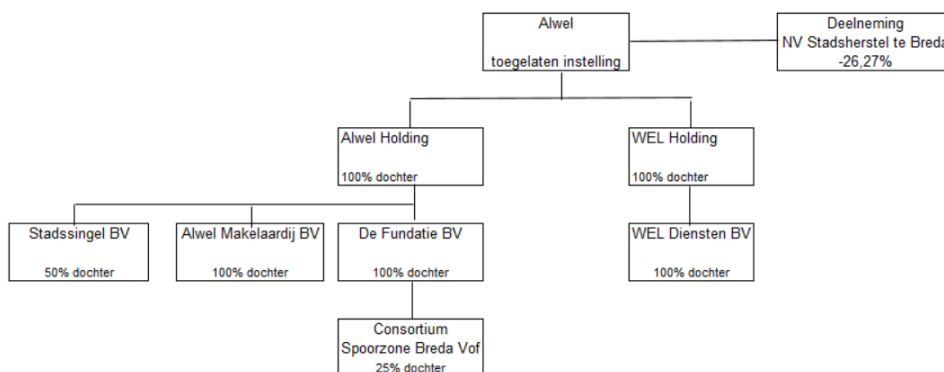 Alwel
toegelaten instelling
Deelneming
NV Stadsherstel te Breda
-26,27%
Alwel Holding
100% dochter
WEL Holding
100% dochter
Stadssingel BV
50% dochter
Alwel Makelaardij BV
100% dochter
De Fundatie BV
100% dochter
WEL Diensten BV
100% dochter
Consortium
Spoorzone Breda Vof
25% dochter